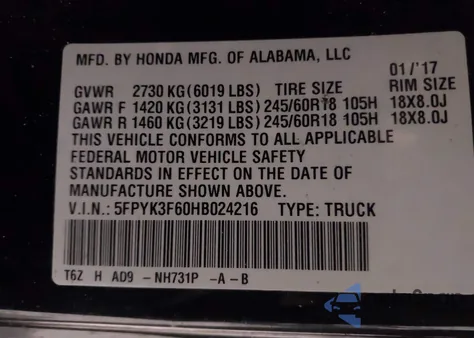 MFD. BY HONDA MFG. OF ALABAMA, LLC
01/'17
GVWR 2730 KG(6019 LBS) TIRE SIZE RIM SIZE
GAWR F 1420 KG(3131 LBS) 245/60R18 105H 18X8.0J
GAWR R 1460 KG(3219 LBS) 245/60R18 105H 18X8.0J
THIS VEHICLE CONFORMS TO ALL APPLICABLE
FEDERAL MOTOR VEHICLE SAFETY
STANDARDS IN EFFECT ON THE DATE OF
MANUFACTURE SHOWN ABOVE.
V.I.N.: 5FPYK3F60HB024216 TYPE: TRUCK
T6Z H AD9 - NH731P -A-B